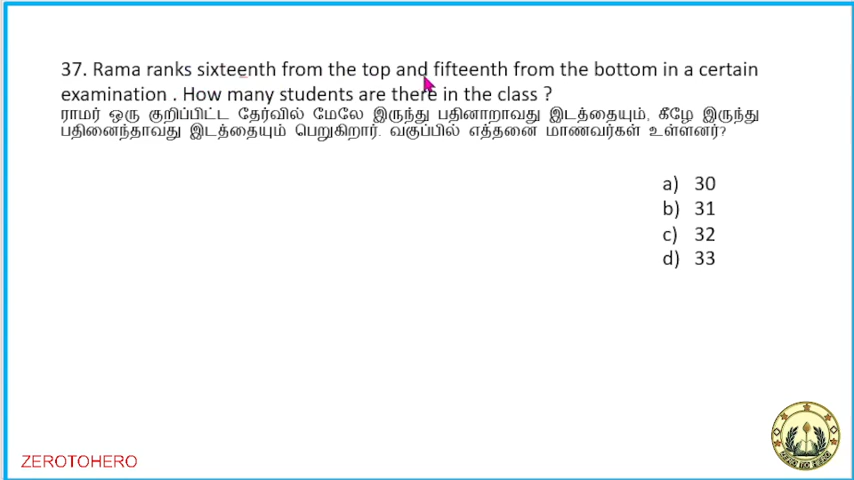 37. Rama ranks sixteenth from the top and fifteenth from the bottom in a certain
examination . How many students are there in the class ?
ராமர் ஒரு குறிப்பிட்ட தேர்வில் மேலே இருந்து பதினாறாவது இடத்தையும், கீழே இருந்து
பதினைந்தாவது இடத்தையும் பெறுகிறார். வகுப்பில் எத்தனை மாணவர்கள் உள்ளனர்?
a) 30
b) 31
c) 32
d) 33
ZEROTOHERO